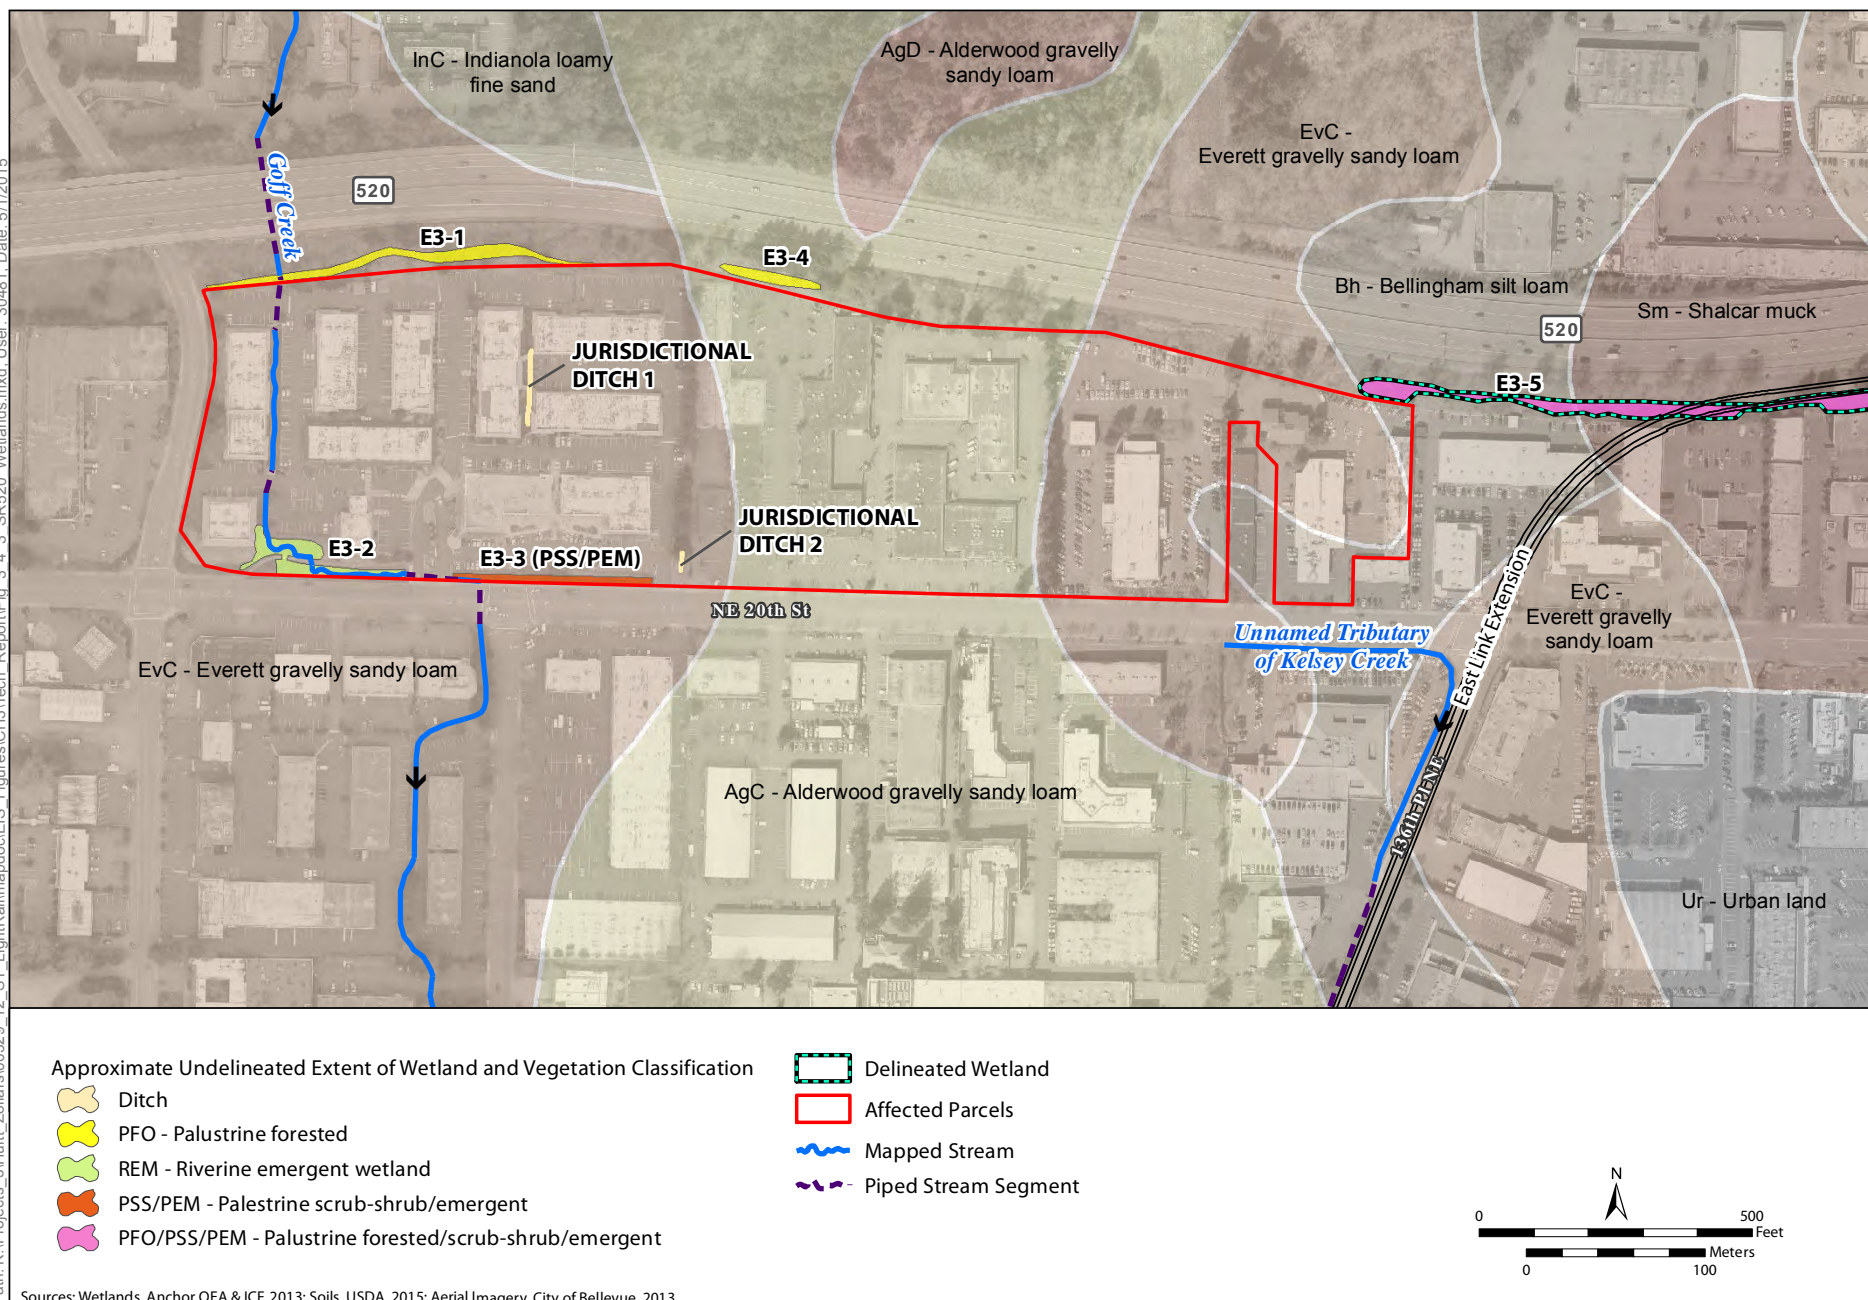 InC - Indianola loamy
fine sand
AgD - Alderwood gravelly
sandy loam
EvC -
Everett gravelly sandy loam
Goff Creek
520
E3-1
E3-4
Bh - Bellingham silt loam
Sm - Shalcar muck
520
JURISDICTIONAL
DITCH 1
E3-5
JURISDICTIONAL
DITCH 2
E3-2
E3-3 (PSS/PEM)
NE 20th St
EvC -
Everett gravelly
sandy loam
Unnamed Tributary
of Kelsey Creek
East Link Extension
EvC - Everett gravelly sandy loam
AgC - Alderwood gravelly sandy loam
136th Pl NE
Ur - Urban land
Approximate Undelineated Extent of Wetland and Vegetation Classification
Ditch
PFO - Palustrine forested
REM - Riverine emergent wetland
PSS/PEM - Palestrine scrub-shrub/emergent
PFO/PSS/PEM - Palustrine forested/scrub-shrub/emergent
Delineated Wetland
Affected Parcels
Mapped Stream
Piped Stream Segment
N
0 500
Feet
Meters
0 100
Sources: Wetlands, Anchor QEA & ICF 2013; Soils, USDA, 2015; Aerial Imagery, City of Bellevue, 2013